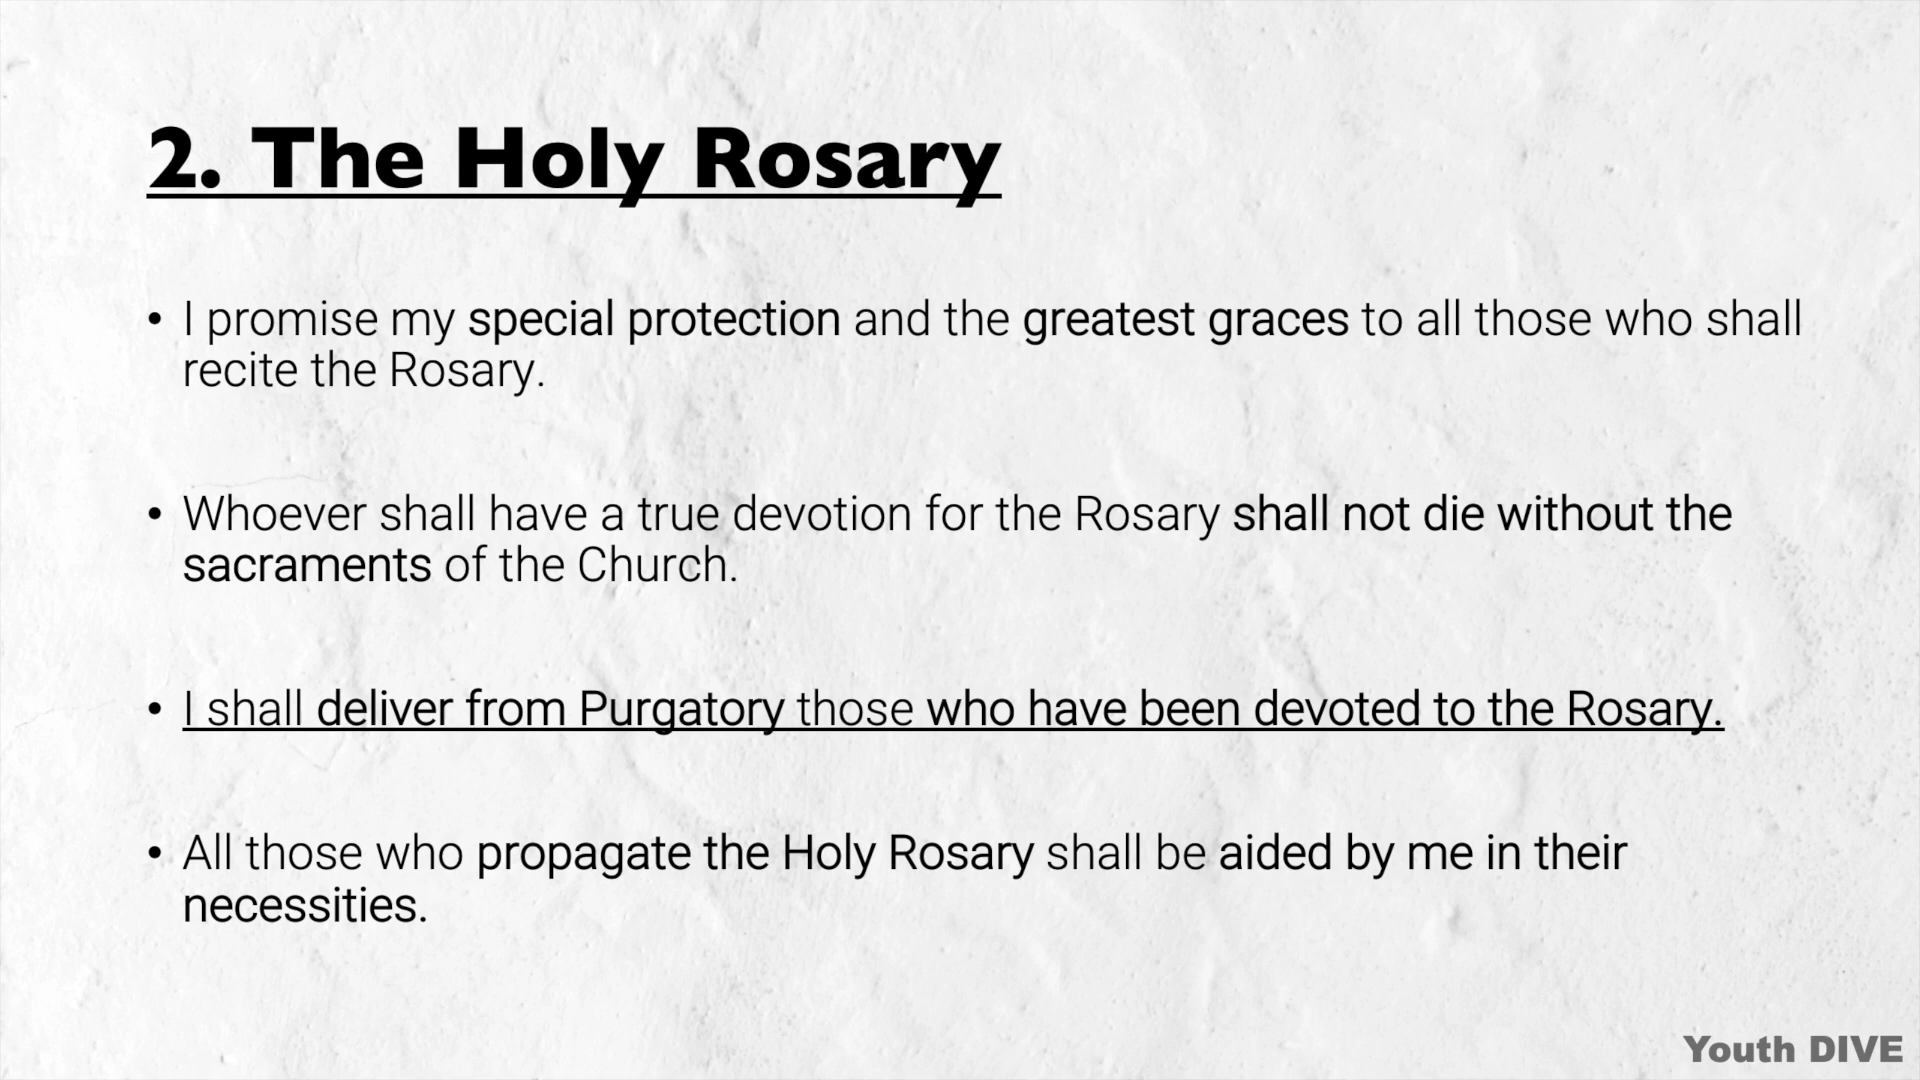 2. The Holy Rosary
• I promise my special protection and the greatest graces to all those who shall
recite the Rosary.
• Whoever shall have a true devotion for the Rosary shall not die without the
sacraments of the Church.
• I shall deliver from Purgatory those who have been devoted to the Rosary.
• All those who propagate the Holy Rosary shall be aided by me in their
necessities.
Youth DIVE